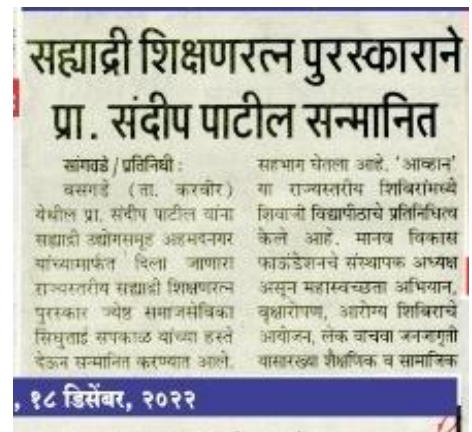 सह्याद्री शिक्षणरत्न पुरस्काराने
प्रा. संदीप पाटील सन्मानित
सांगवडे / प्रतिनिधी :
वसगडे (ता. करवीर)
येथील प्रा. संदीप पाटील यांना
सह्याद्री उद्योगसमूह अहमदनगर
यांच्यामार्फत दिला जाणारा
राज्यस्तरीय सह्याद्री शिक्षणरत्न
पुरस्कार ज्येष्ठ समाजसेविका
सिंधुताई सपकाळ यांच्या हस्ते
देऊन सन्मानित करण्यात आले.
सहभाग घेतला आहे. 'आव्हान'
या राज्यस्तरीय शिबिरांमध्ये
शिवाजी विद्यापीठाचे प्रतिनिधित्व
केले आहे. मानव विकास
फाऊंडेशनचे संस्थापक अध्यक्ष
असून महास्वच्छता अभियान,
वृक्षारोपण, आरोग्य शिबिराचे
आयोजन, लेक वाचवा जनजागृती
यासारख्या शैक्षणिक व सामाजिक
, १८ डिसेंबर, २०२२